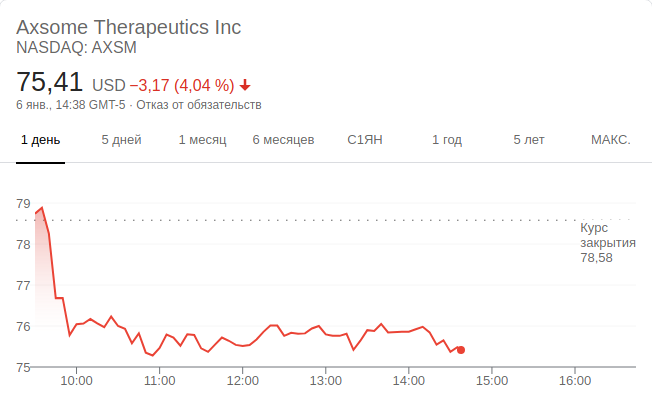 Axsome Therapeutics Inc
NASDAQ: AXSM
75,41 USD −3,17 (4,04 %)
6 янв., 14:38 GMT-5 · Отказ от обязательств
1 день 5 дней 1 месяц 6 месяцев С1ЯН 1 год 5 лет МАКС.
79
Курс
закрытия
78,58
78
77
76
75
10:00 11:00 12:00 13:00 14:00 15:00 16:00